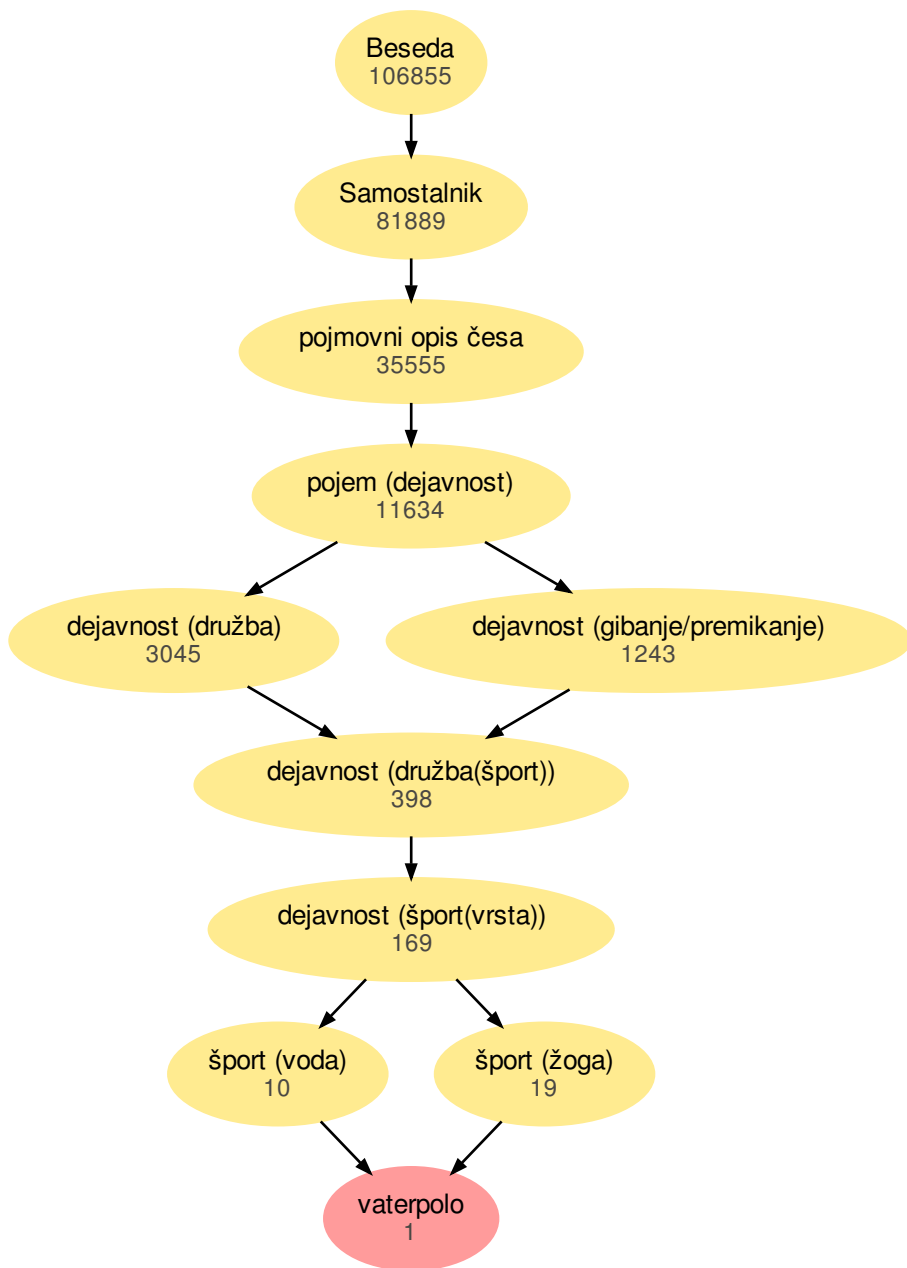 Beseda
106855
Samostalnik
81889
pojmovni opis česa
35555
pojem (dejavnost)
11634
dejavnost (družba)
3045
dejavnost (gibanje/premikanje)
1243
dejavnost (družba(šport))
398
dejavnost (šport(vrsta))
169
šport (voda)
10
šport (žoga)
19
vaterpolo
1